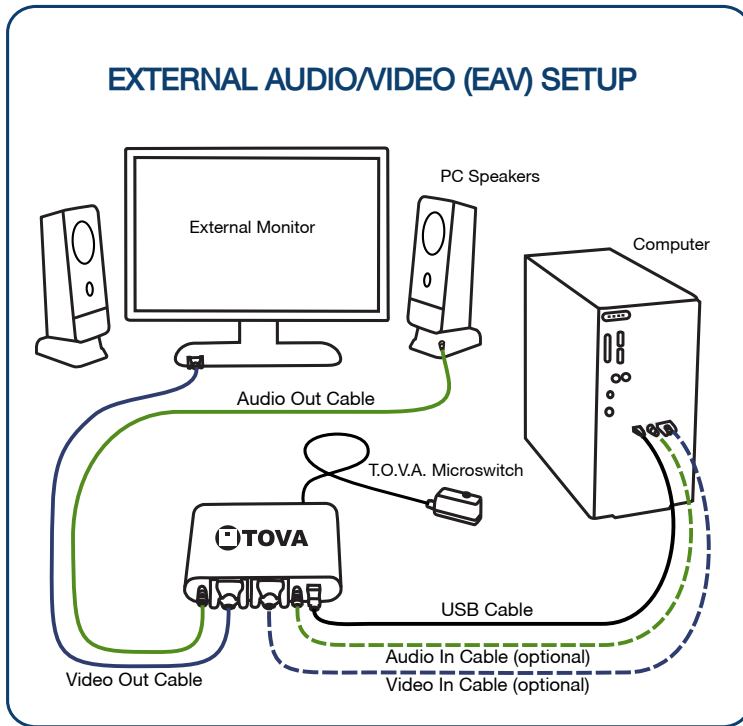 EXTERNAL AUDIO/VIDEO (EAV) SETUP
PC Speakers
External Monitor
Computer
Audio Out Cable
T.O.V.A. Microswitch
TOVA
USB Cable
Audio In Cable (optional)
Video Out Cable
Video In Cable (optional)